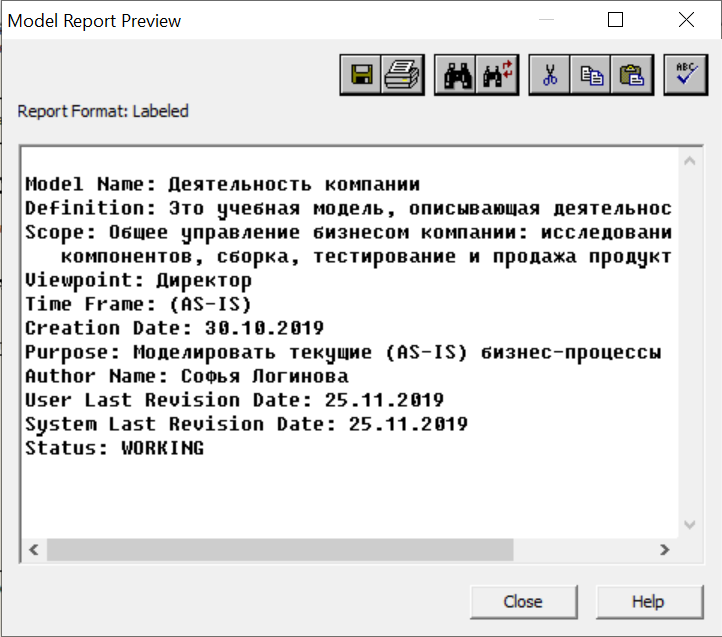 Model Report Preview
ABC
Report Format: Labeled
Model Name: Деятельность компании
Definition: Это учебная модель, описывающая деятельнос
Scope: Общее управление бизнесом компании: исследовани
компонентов, сборка, тестирование и продажа продукт
Viewpoint: Директор
Time Frame: (AS-IS)
Creation Date: 30.10.2019
Purpose: Моделировать текущие (AS-IS) бизнес-процессы
Author Name: Софья Логинова
User Last Revision Date: 25.11.2019
System Last Revision Date: 25.11.2019
Status: WORKING
Close
Help